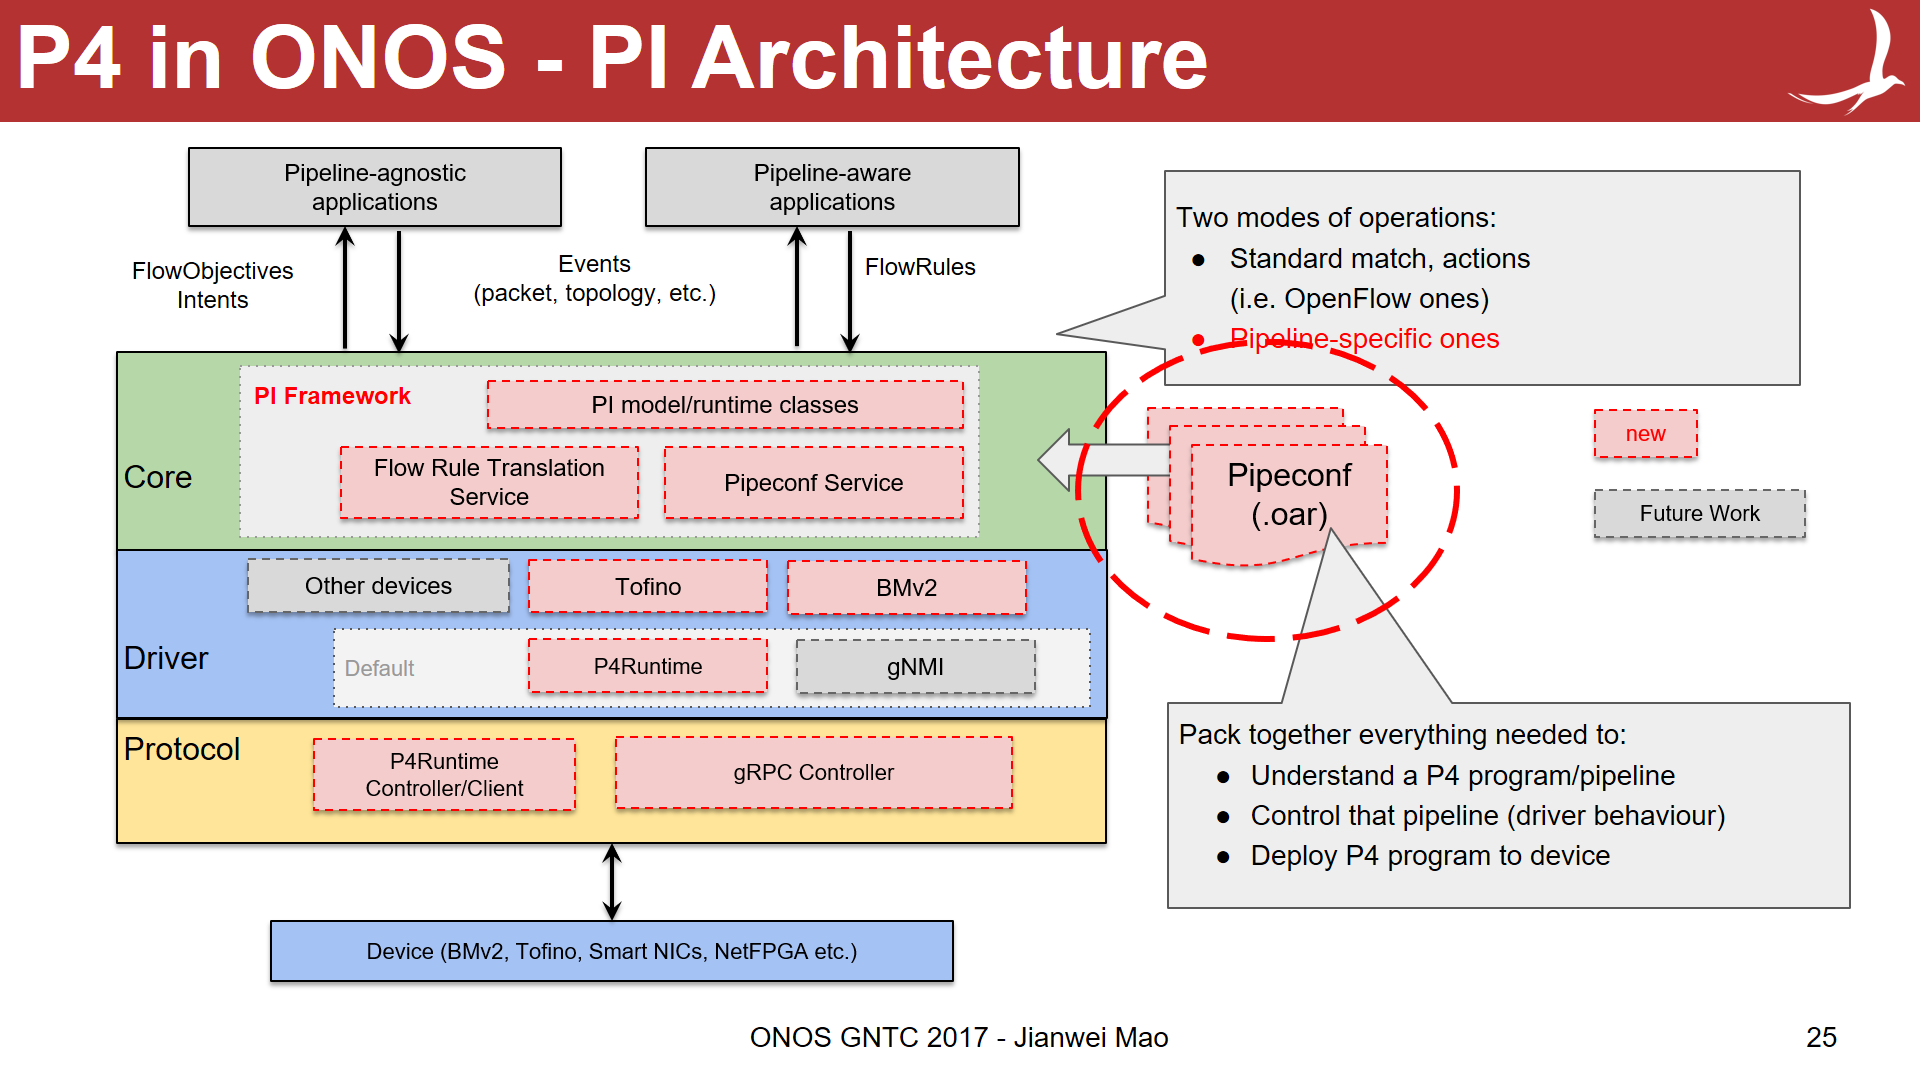 P4 in ONOS - PI Architecture
Pipeline-agnostic
applications
Pipeline-aware
applications
FlowObjectives
Intents
Events
(packet, topology, etc.)
FlowRules
Two modes of operations:
● Standard match, actions
(i.e. OpenFlow ones)
● Pipeline-specific ones
Core
PI Framework
PI model/runtime classes
Flow Rule Translation
Service
Pipeconf Service
Pipeconf
(.oar)
new
Future Work
Driver
Other devices
Tofino
BMv2
Default
P4Runtime
gNMI
Protocol
P4Runtime
Controller/Client
gRPC Controller
Pack together everything needed to:
● Understand a P4 program/pipeline
● Control that pipeline (driver behaviour)
● Deploy P4 program to device
Device (BMv2, Tofino, Smart NICs, NetFPGA etc.)
ONOS GNTC 2017 - Jianwei Mao
25